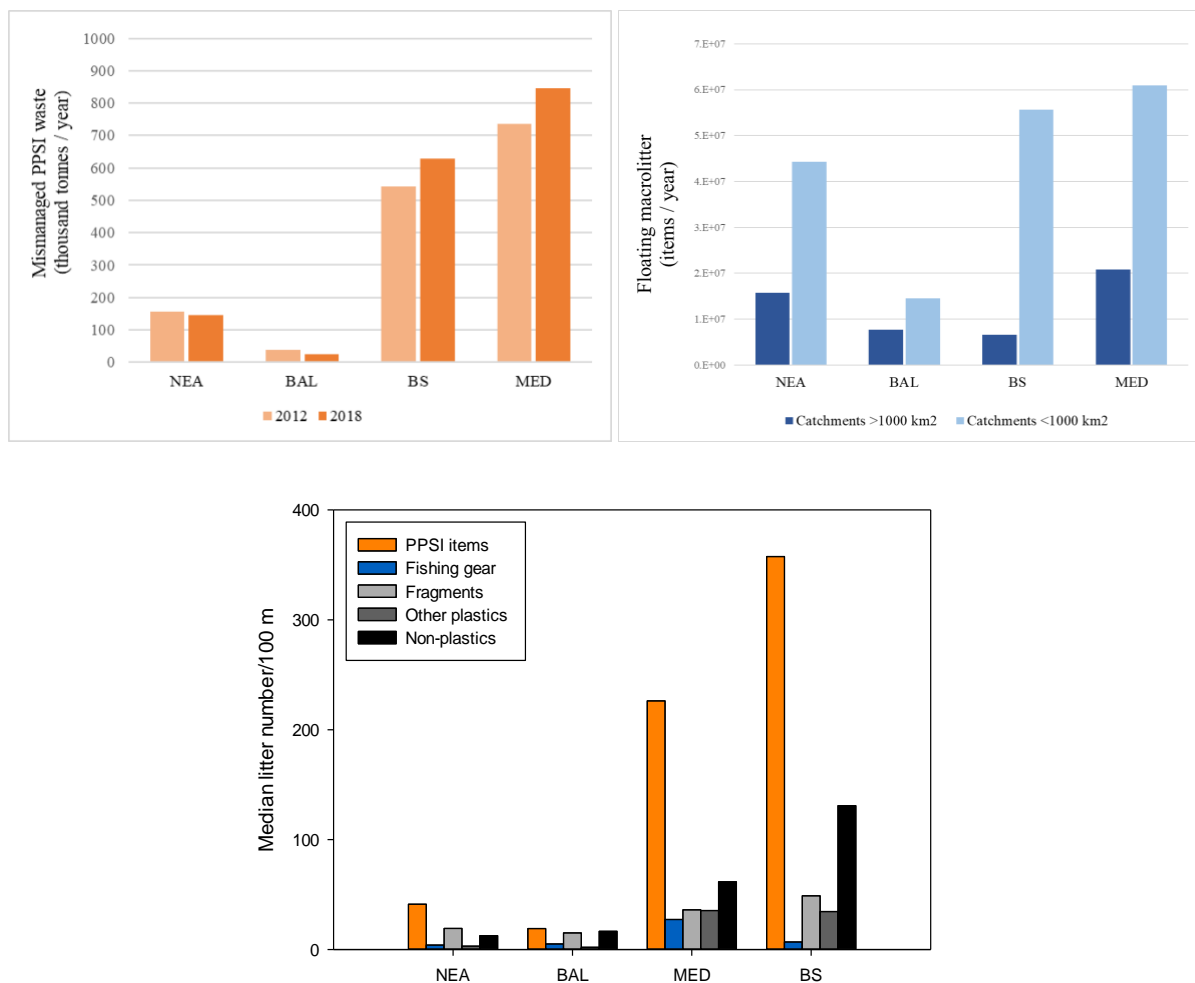 Mismanaged PPSI waste
(thousand tonnes / year)
1000
900
800
700
600
500
400
300
200
100
0
NEA BAL BS MED
2012 2018
Floating macrolitter
(items / year)
7.E+07
6.E+07
5.E+07
4.E+07
3.E+07
2.E+07
1.E+07
0.E+00
NEA BAL BS MED
Catchments >1000 km2 Catchments <1000 km2
Median litter number/100 m
400
300
200
100
0
PPSI items
Fishing gear
Fragments
Other plastics
Non-plastics
NEA BAL MED BS